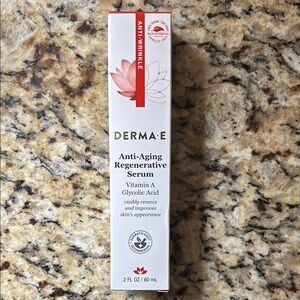 ANTI-WRINKLE
DERMA·E
Anti-Aging
Regenerative
Serum
Vitamin A
Glycolic Acid
visibly renews
and improves
skin's appearance
2 FL OZ / 60 mL